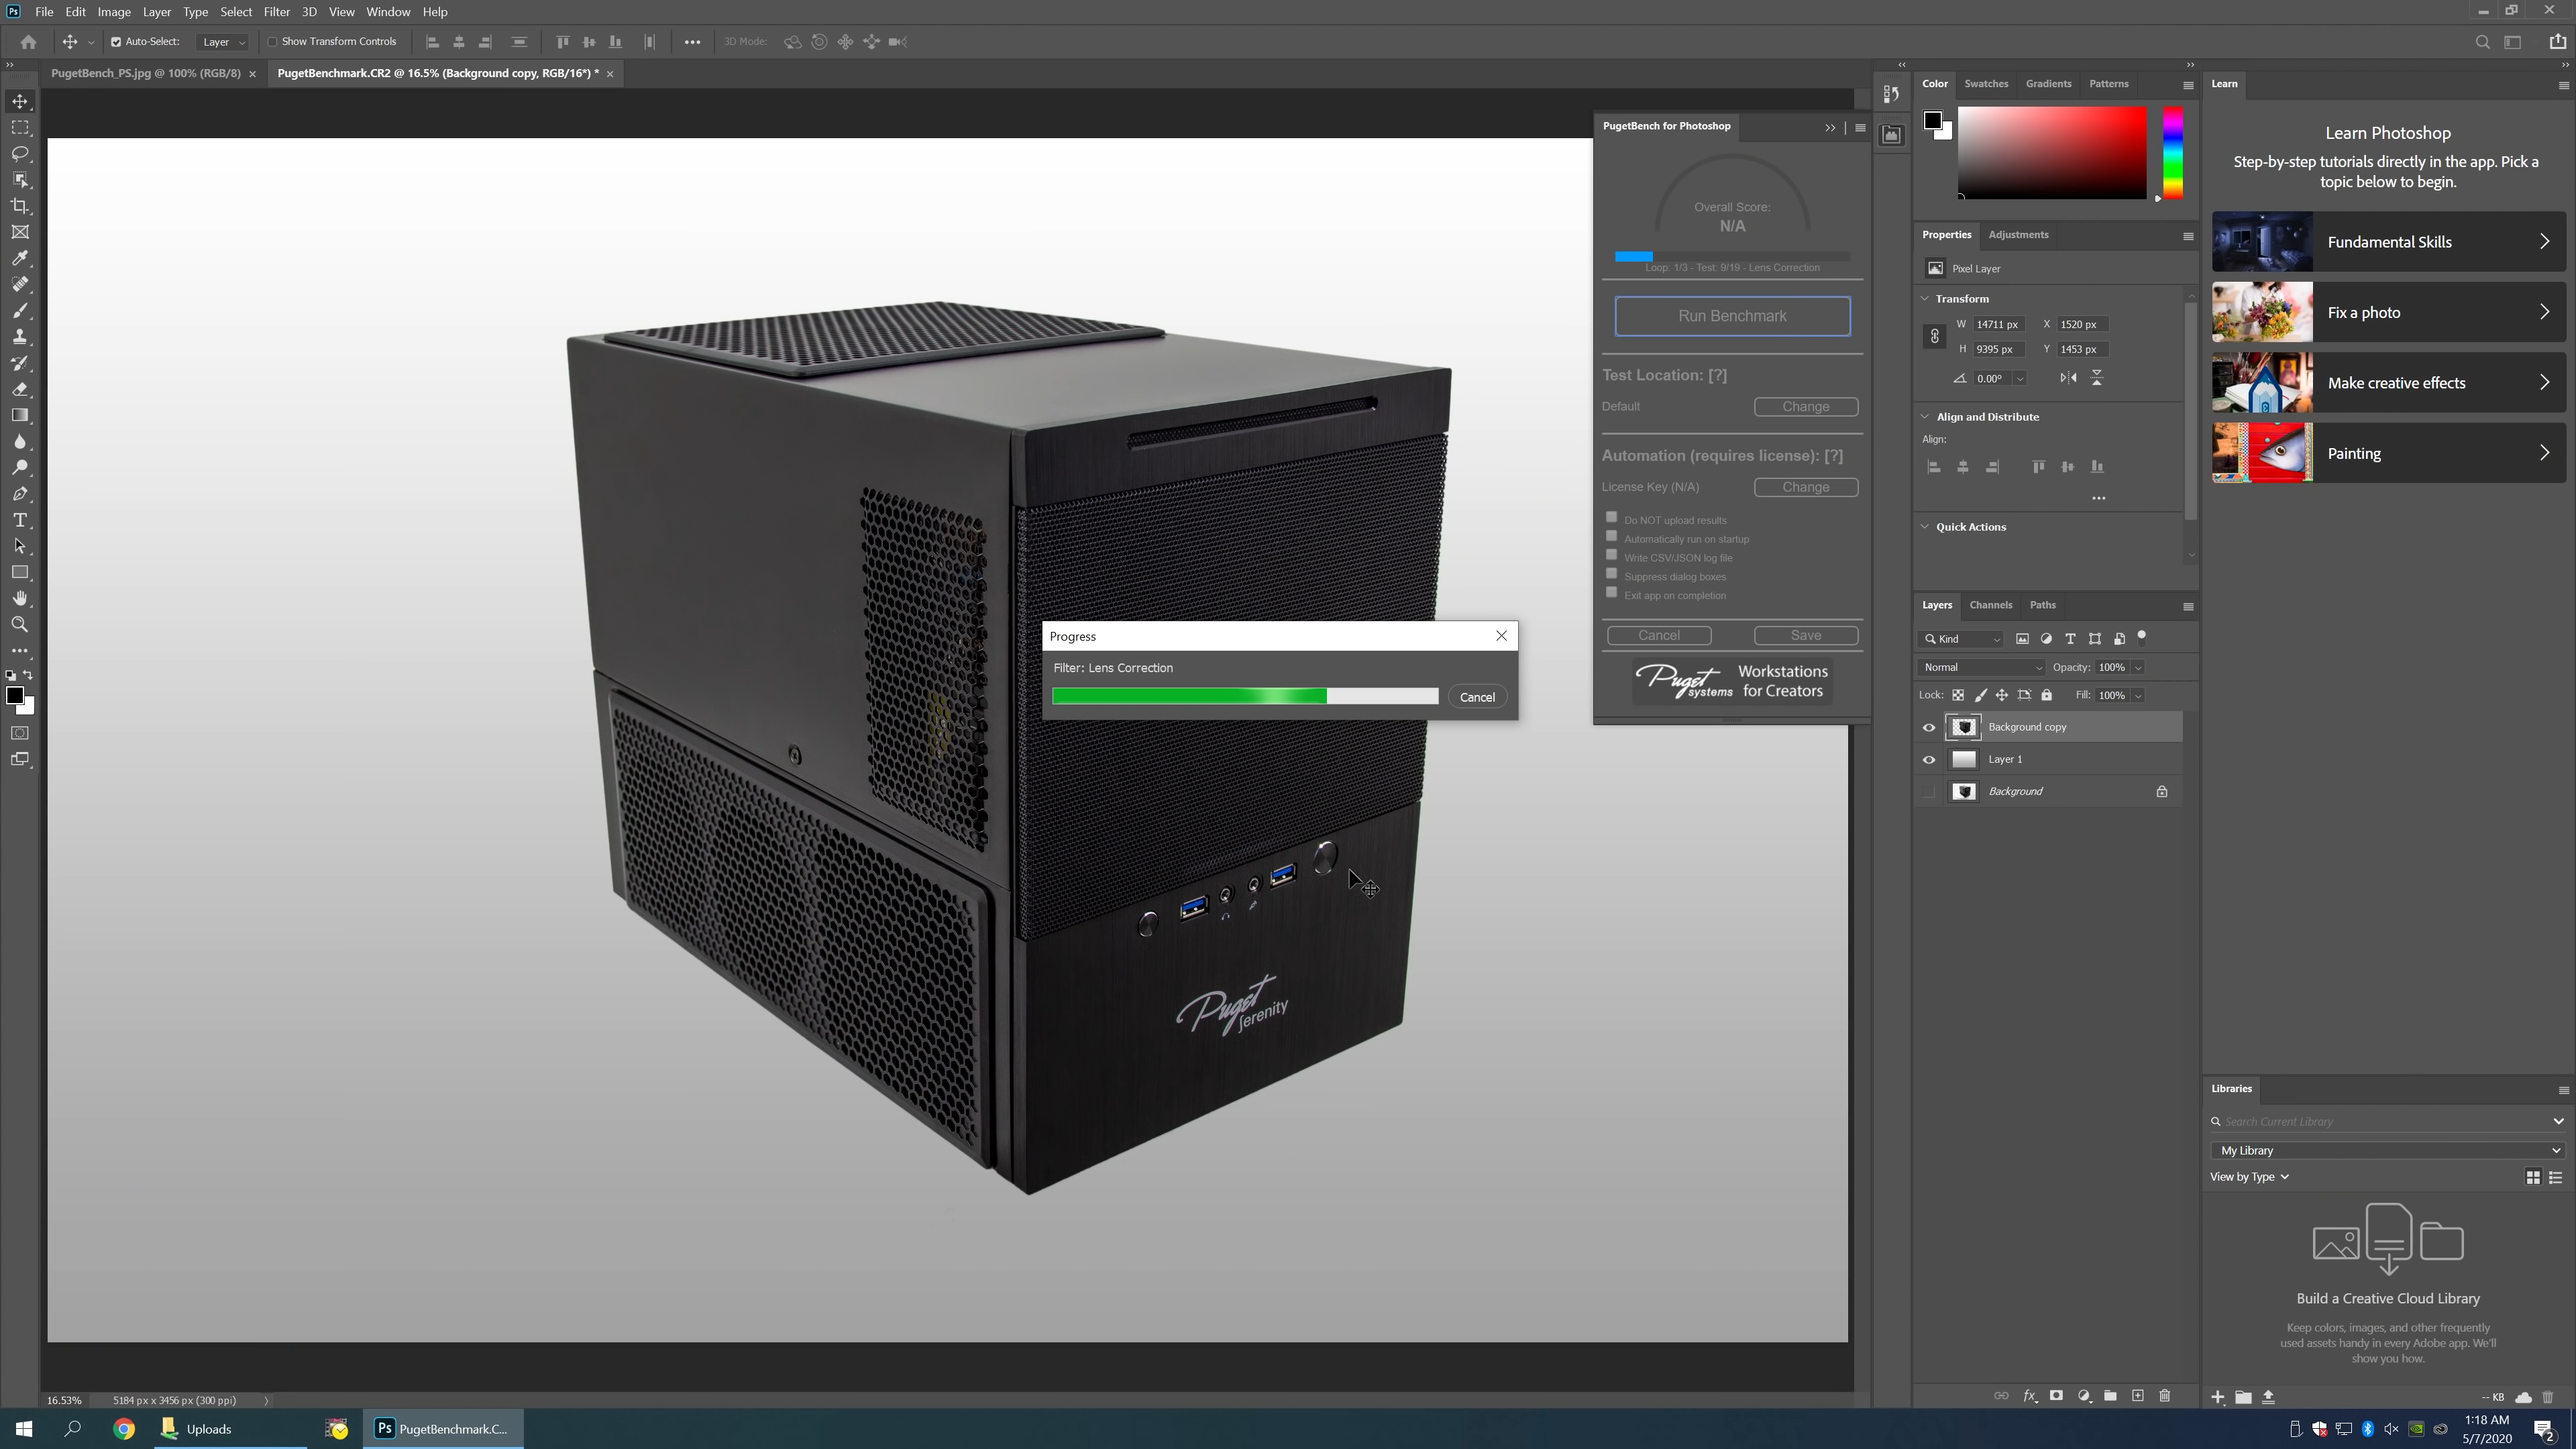 Ps File Edit Image Layer Type Select Filter 3D View Window Help
Auto-Select: Layer Show Transform Controls 3D Mode:
PugetBench_PS.jpg @ 100% (RGB/8) PugetBenchmark.CR2 @ 16.5% (Background copy, RGB/16*) *
PugetBench for Photoshop
Overall Score:
N/A
Loop: 1/3 - Test: 9/19 - Lens Correction
Run Benchmark
Test Location: [?]
Default Change
Automation (requires license): [?]
License Key (N/A) Change
Do NOT upload results
Automatically run on startup
Write CSV/JSON log file
Suppress dialog boxes
Exit app on completion
Cancel Save
Puget Systems
Workstations
for Creators
Progress
Filter: Lens Correction
Cancel
Puget
Serenity
Color Swatches Gradients Patterns
Properties Adjustments
Pixel Layer
Transform
W 14711 px X 1520 px
H 9395 px Y 1453 px
0.00°
Align and Distribute
Align:
Quick Actions
Layers Channels Paths
Kind
Normal Opacity: 100%
Lock: Fill: 100%
Background copy
Layer 1
Background
Learn
Learn Photoshop
Step-by-step tutorials directly in the app. Pick a
topic below to begin.
Fundamental Skills
Fix a photo
Make creative effects
Painting
Libraries
Search Current Library
My Library
View by Type
Build a Creative Cloud Library
Keep colors, images, and other frequently
used assets handy in every Adobe app. We'll
show you how.
-- KB
16.53% 5184 px x 3456 px (300 ppi)
Uploads
Ps PugetBenchmark.C...
1:18 AM
5/7/2020
2